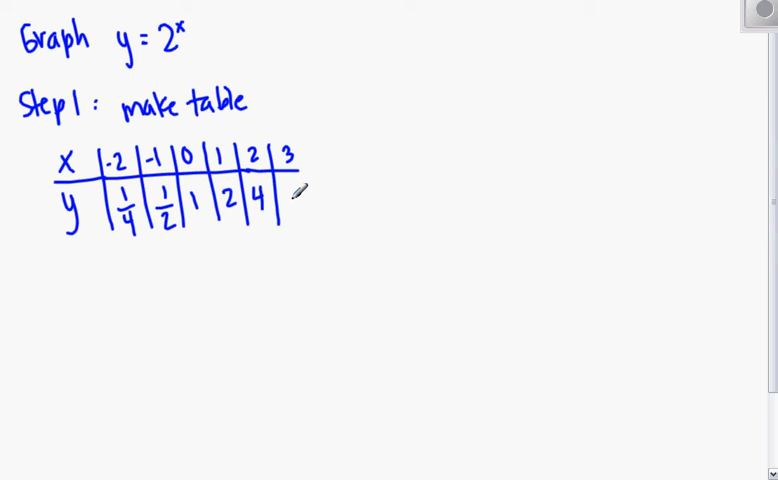 Graph y = 2^x
Step 1: make table
x | -2 | -1 | 0 | 1 | 2 | 3
y | 1/4 | 1/2 | 1 | 2 | 4 |